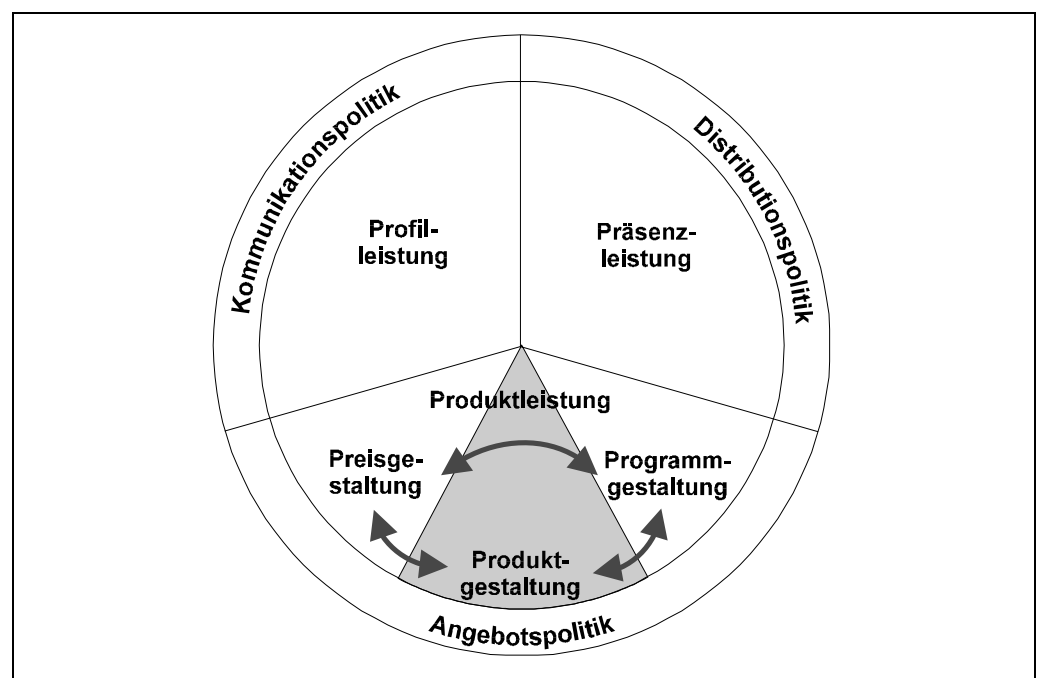 Kommunikationspolitik
Distributionspolitik
Profil-
leistung
Präsenz-
leistung
Produktleistung
Preisge-
staltung
Programm-
gestaltung
Produkt-
gestaltung
Angebotspolitik